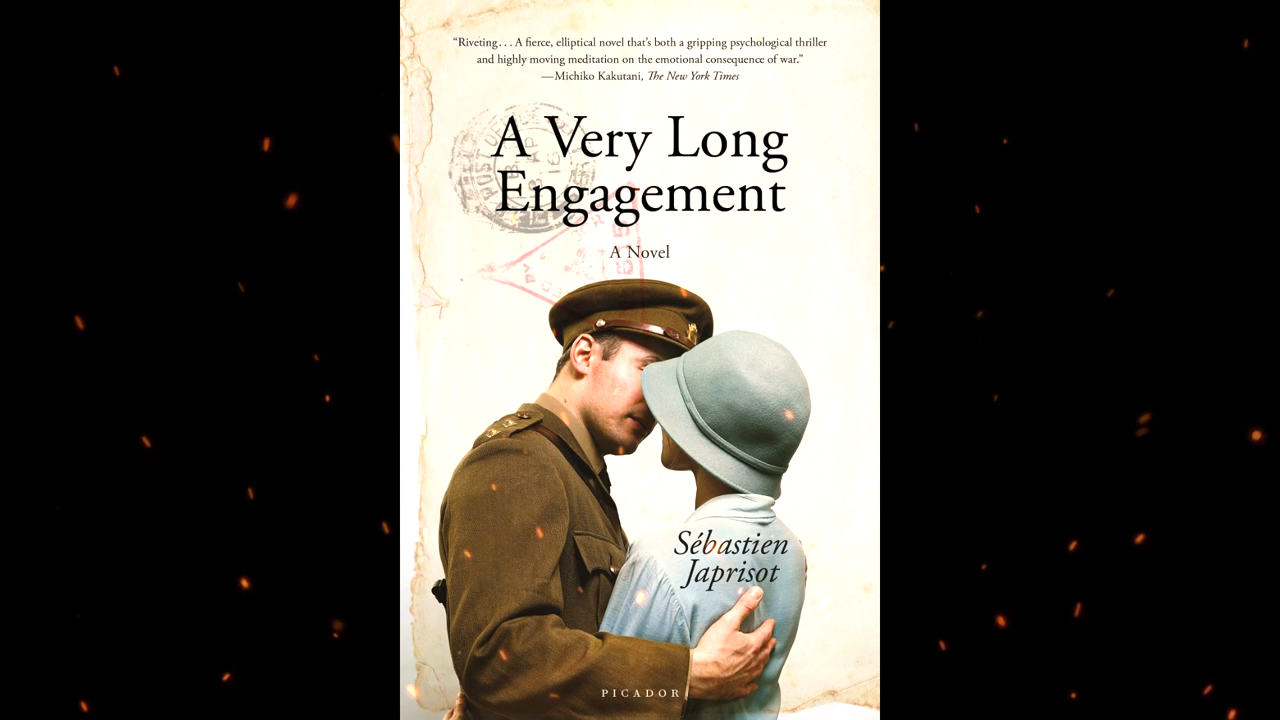 “Riveting . . . A fierce, elliptical novel that’s both a gripping psychological thriller
and highly moving meditation on the emotional consequence of war.”
—Michiko Kakutani, The New York Times
A Very Long
Engagement
A Novel
Sébastien
Japrisot
PICADOR